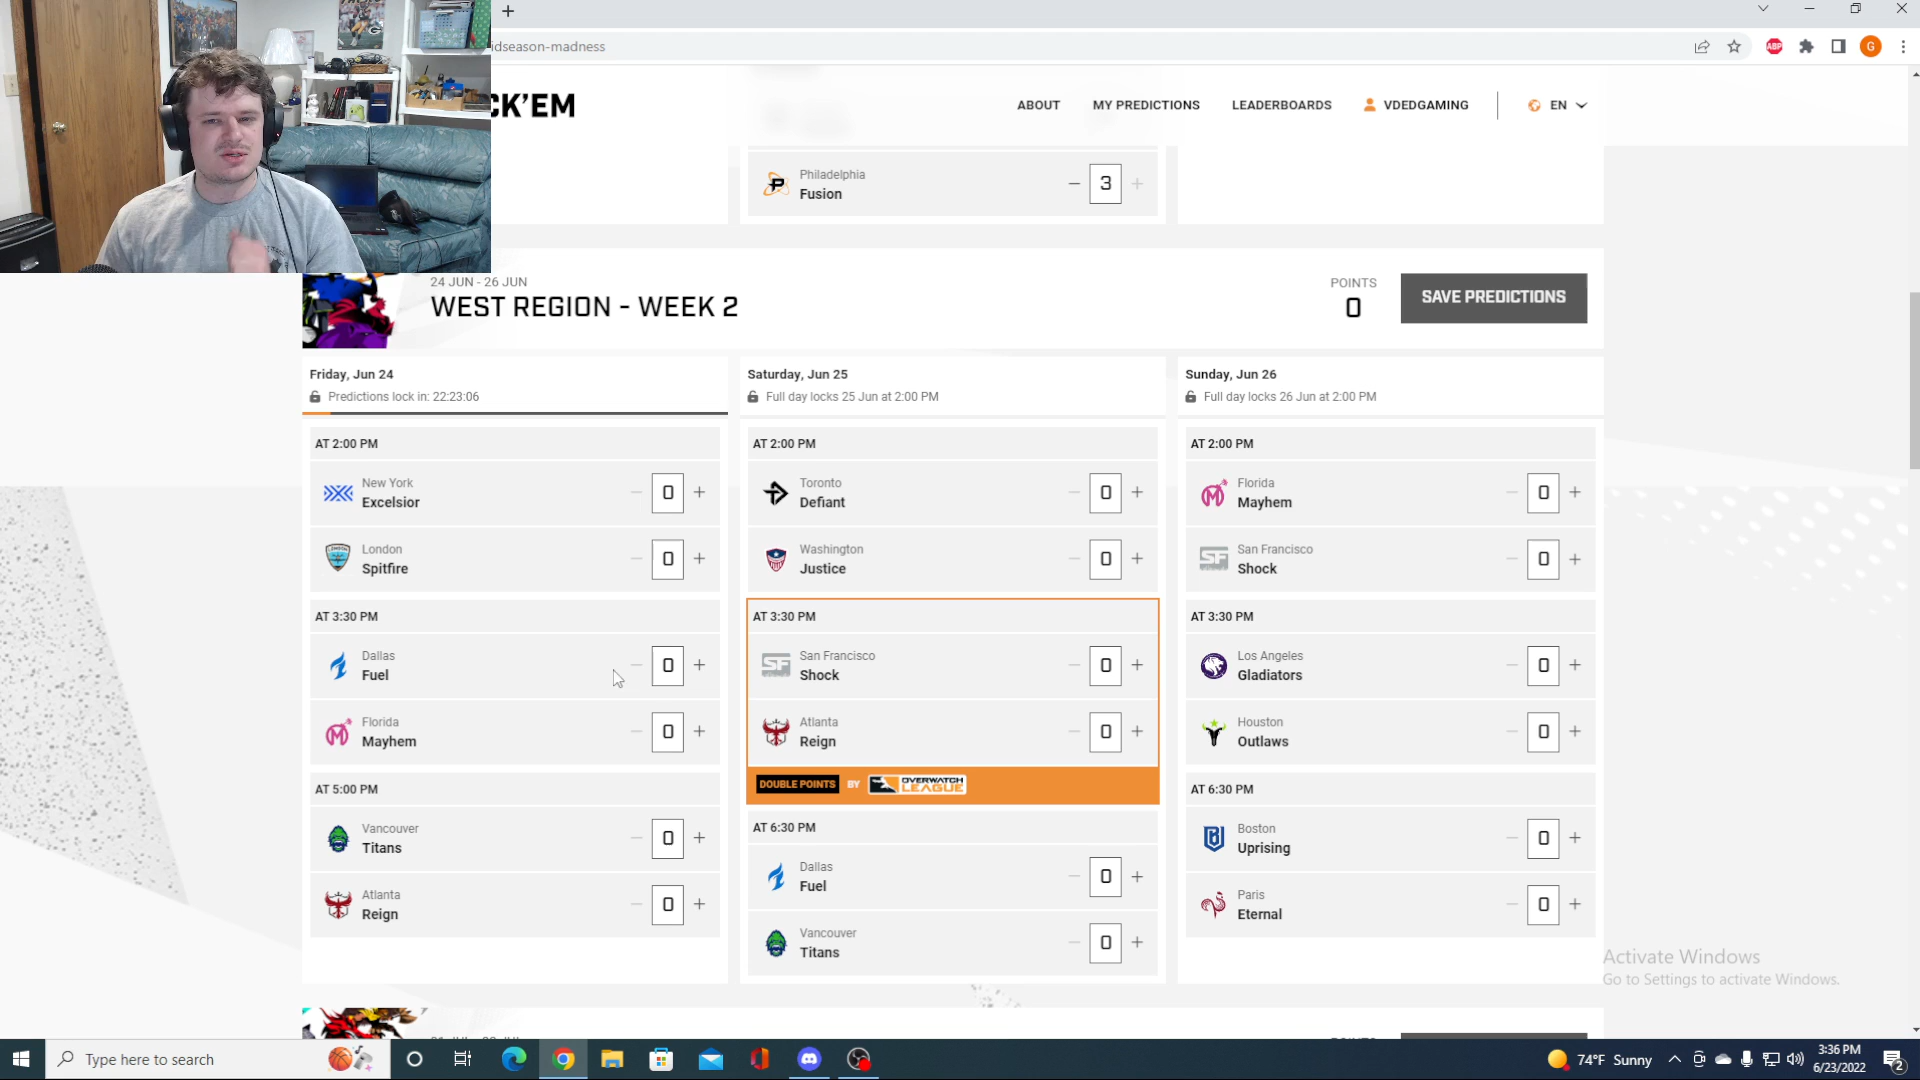 idseason-madness
CK'EM
ABOUT
MY PREDICTIONS
LEADERBOARDS
VDEDGAMING
EN
Philadelphia
Fusion
3
24 JUN - 26 JUN
WEST REGION - WEEK 2
POINTS
0
SAVE PREDICTIONS
Friday, Jun 24
Predictions lock in: 22:23:06
AT 2:00 PM
New York
Excelsior
0
London
Spitfire
0
AT 3:30 PM
Dallas
Fuel
0
Florida
Mayhem
0
AT 5:00 PM
Vancouver
Titans
0
Atlanta
Reign
0
Saturday, Jun 25
Full day locks 25 Jun at 2:00 PM
AT 2:00 PM
Toronto
Defiant
0
Washington
Justice
0
AT 3:30 PM
San Francisco
Shock
0
Atlanta
Reign
0
DOUBLE POINTS BY OVERWATCH LEAGUE
AT 6:30 PM
Dallas
Fuel
0
Vancouver
Titans
0
Sunday, Jun 26
Full day locks 26 Jun at 2:00 PM
AT 2:00 PM
Florida
Mayhem
0
San Francisco
Shock
0
AT 3:30 PM
Los Angeles
Gladiators
0
Houston
Outlaws
0
AT 6:30 PM
Boston
Uprising
0
Paris
Eternal
0
Activate Windows
Go to Settings to activate Windows.
Type here to search
74°F Sunny
3:36 PM
6/23/2022
2